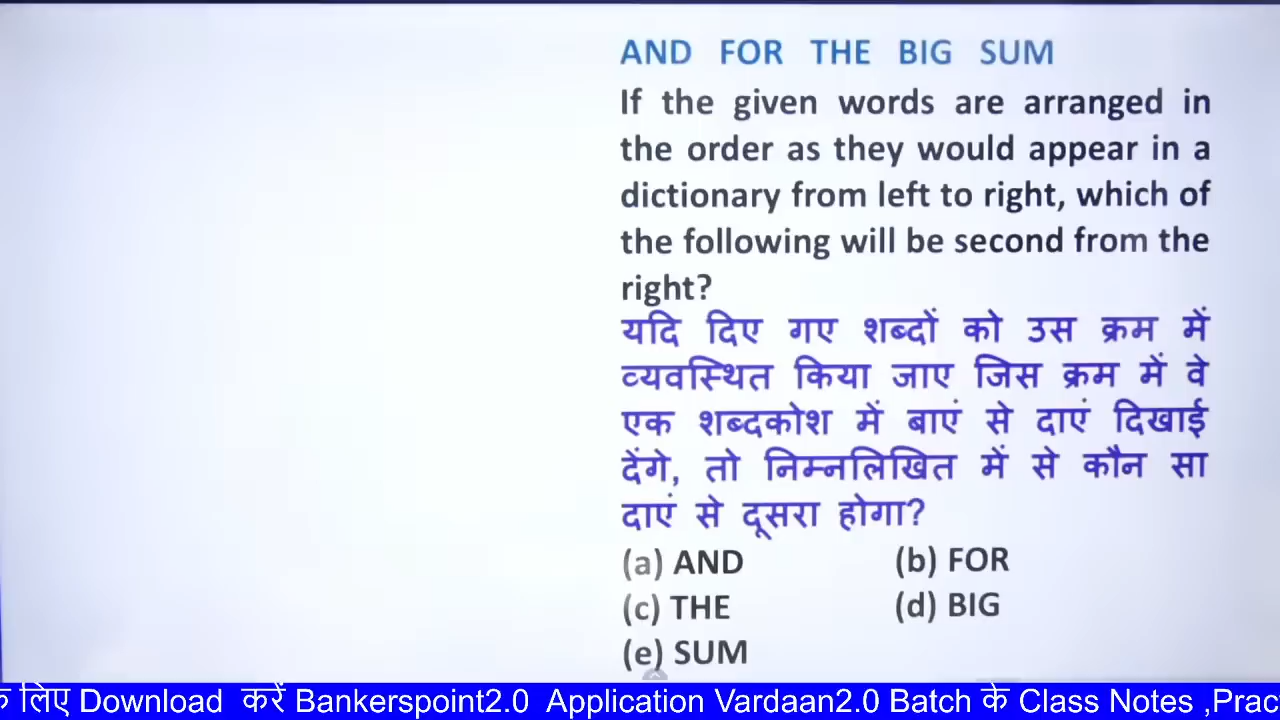 AND FOR THE BIG SUM
If the given words are arranged in
the order as they would appear in a
dictionary from left to right, which of
the following will be second from the
right?
यदि दिए गए शब्दों को उस क्रम में
व्यवस्थित किया जाए जिस क्रम में वे
एक शब्दकोश में बाएं से दाएं दिखाई
देंगे, तो निम्नलिखित में से कौन सा
दाएं से दूसरा होगा?
(a) AND (b) FOR
(c) THE (d) BIG
(e) SUM
लिए Download करें Bankerspoint2.0 Application Vardaan2.0 Batch के Class Notes ,Prac